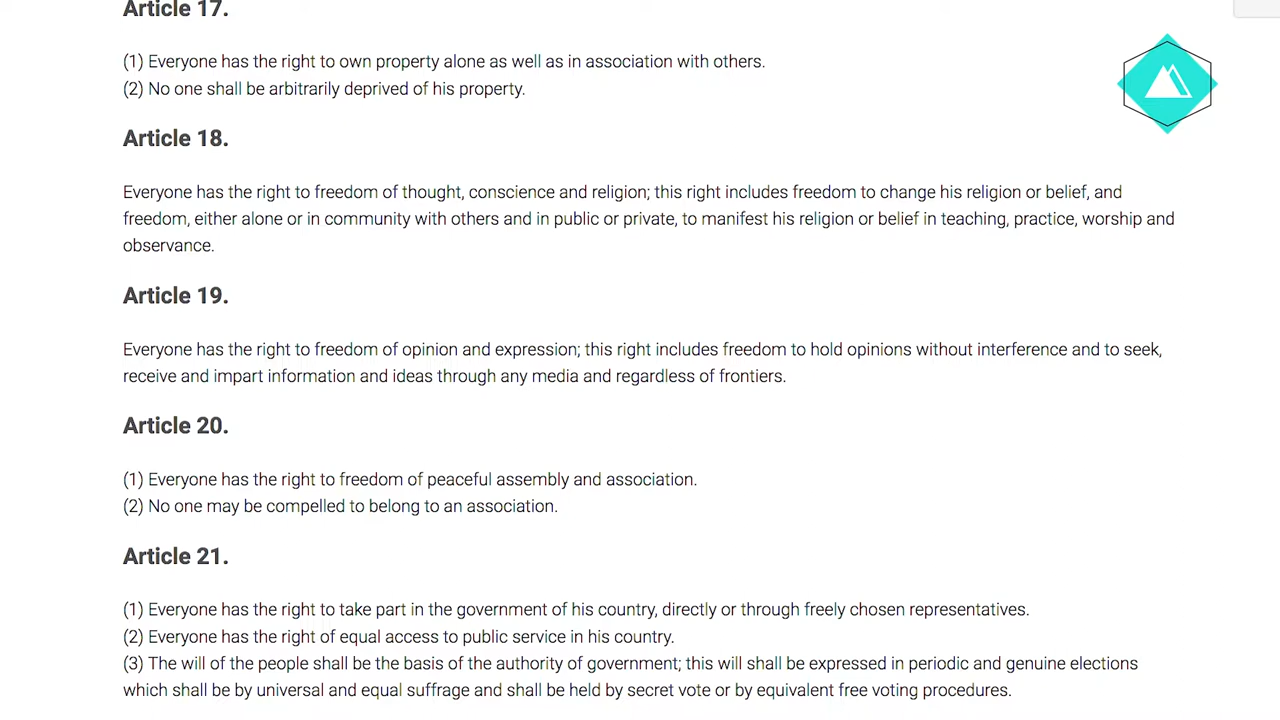 Article 17.
(1) Everyone has the right to own property alone as well as in association with others.
(2) No one shall be arbitrarily deprived of his property.
Article 18.
Everyone has the right to freedom of thought, conscience and religion; this right includes freedom to change his religion or belief, and
freedom, either alone or in community with others and in public or private, to manifest his religion or belief in teaching, practice, worship and
observance.
Article 19.
Everyone has the right to freedom of opinion and expression; this right includes freedom to hold opinions without interference and to seek,
receive and impart information and ideas through any media and regardless of frontiers.
Article 20.
(1) Everyone has the right to freedom of peaceful assembly and association.
(2) No one may be compelled to belong to an association.
Article 21.
(1) Everyone has the right to take part in the government of his country, directly or through freely chosen representatives.
(2) Everyone has the right of equal access to public service in his country.
(3) The will of the people shall be the basis of the authority of government; this will shall be expressed in periodic and genuine elections
which shall be by universal and equal suffrage and shall be held by secret vote or by equivalent free voting procedures.